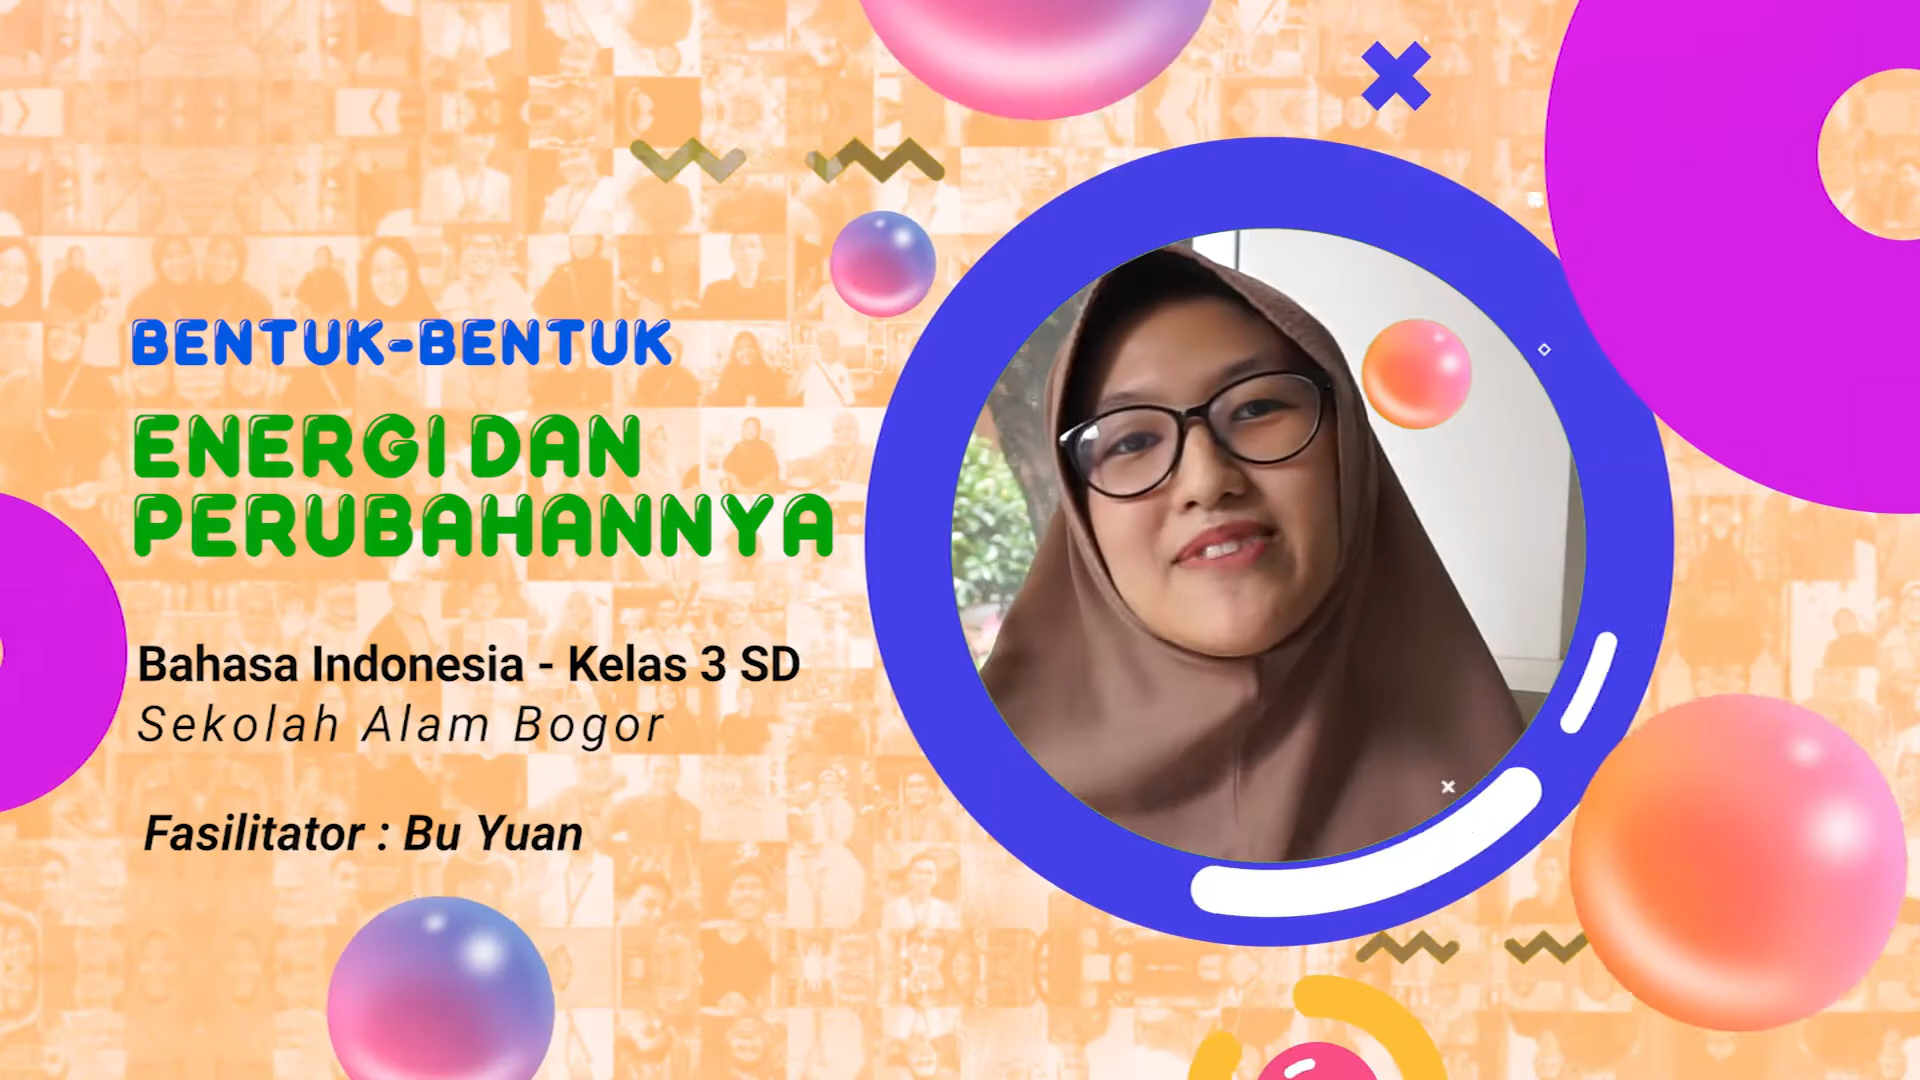 BENTUK-BENTUK
ENERGI DAN
PERUBAHANNYA
Bahasa Indonesia - Kelas 3 SD
Sekolah Alam Bogor
Fasilitator : Bu Yuan